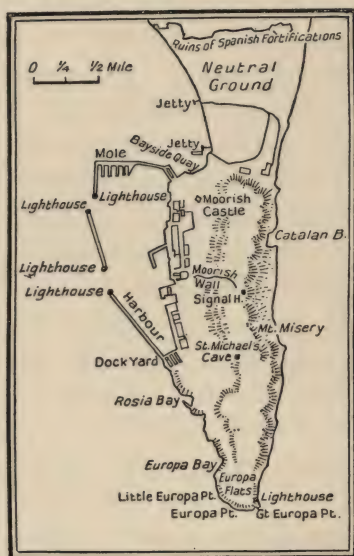 Ruins of Spanish Fortifications
0 ¼ ½ Mile
Neutral
Ground
Jetty
Jetty
Bayside Quay
Mole
Lighthouse
Lighthouse
Moorish
Castle
Catalan B.
Lighthouse
Lighthouse
Moorish
Wall
Signal H.
Harbour
Mt. Misery
St. Michael's
Cave
Dock Yard
Rosia Bay
Europa Bay
Europa
Flats
Little Europa Pt.
Lighthouse
Europa Pt.
Gt Europa Pt.